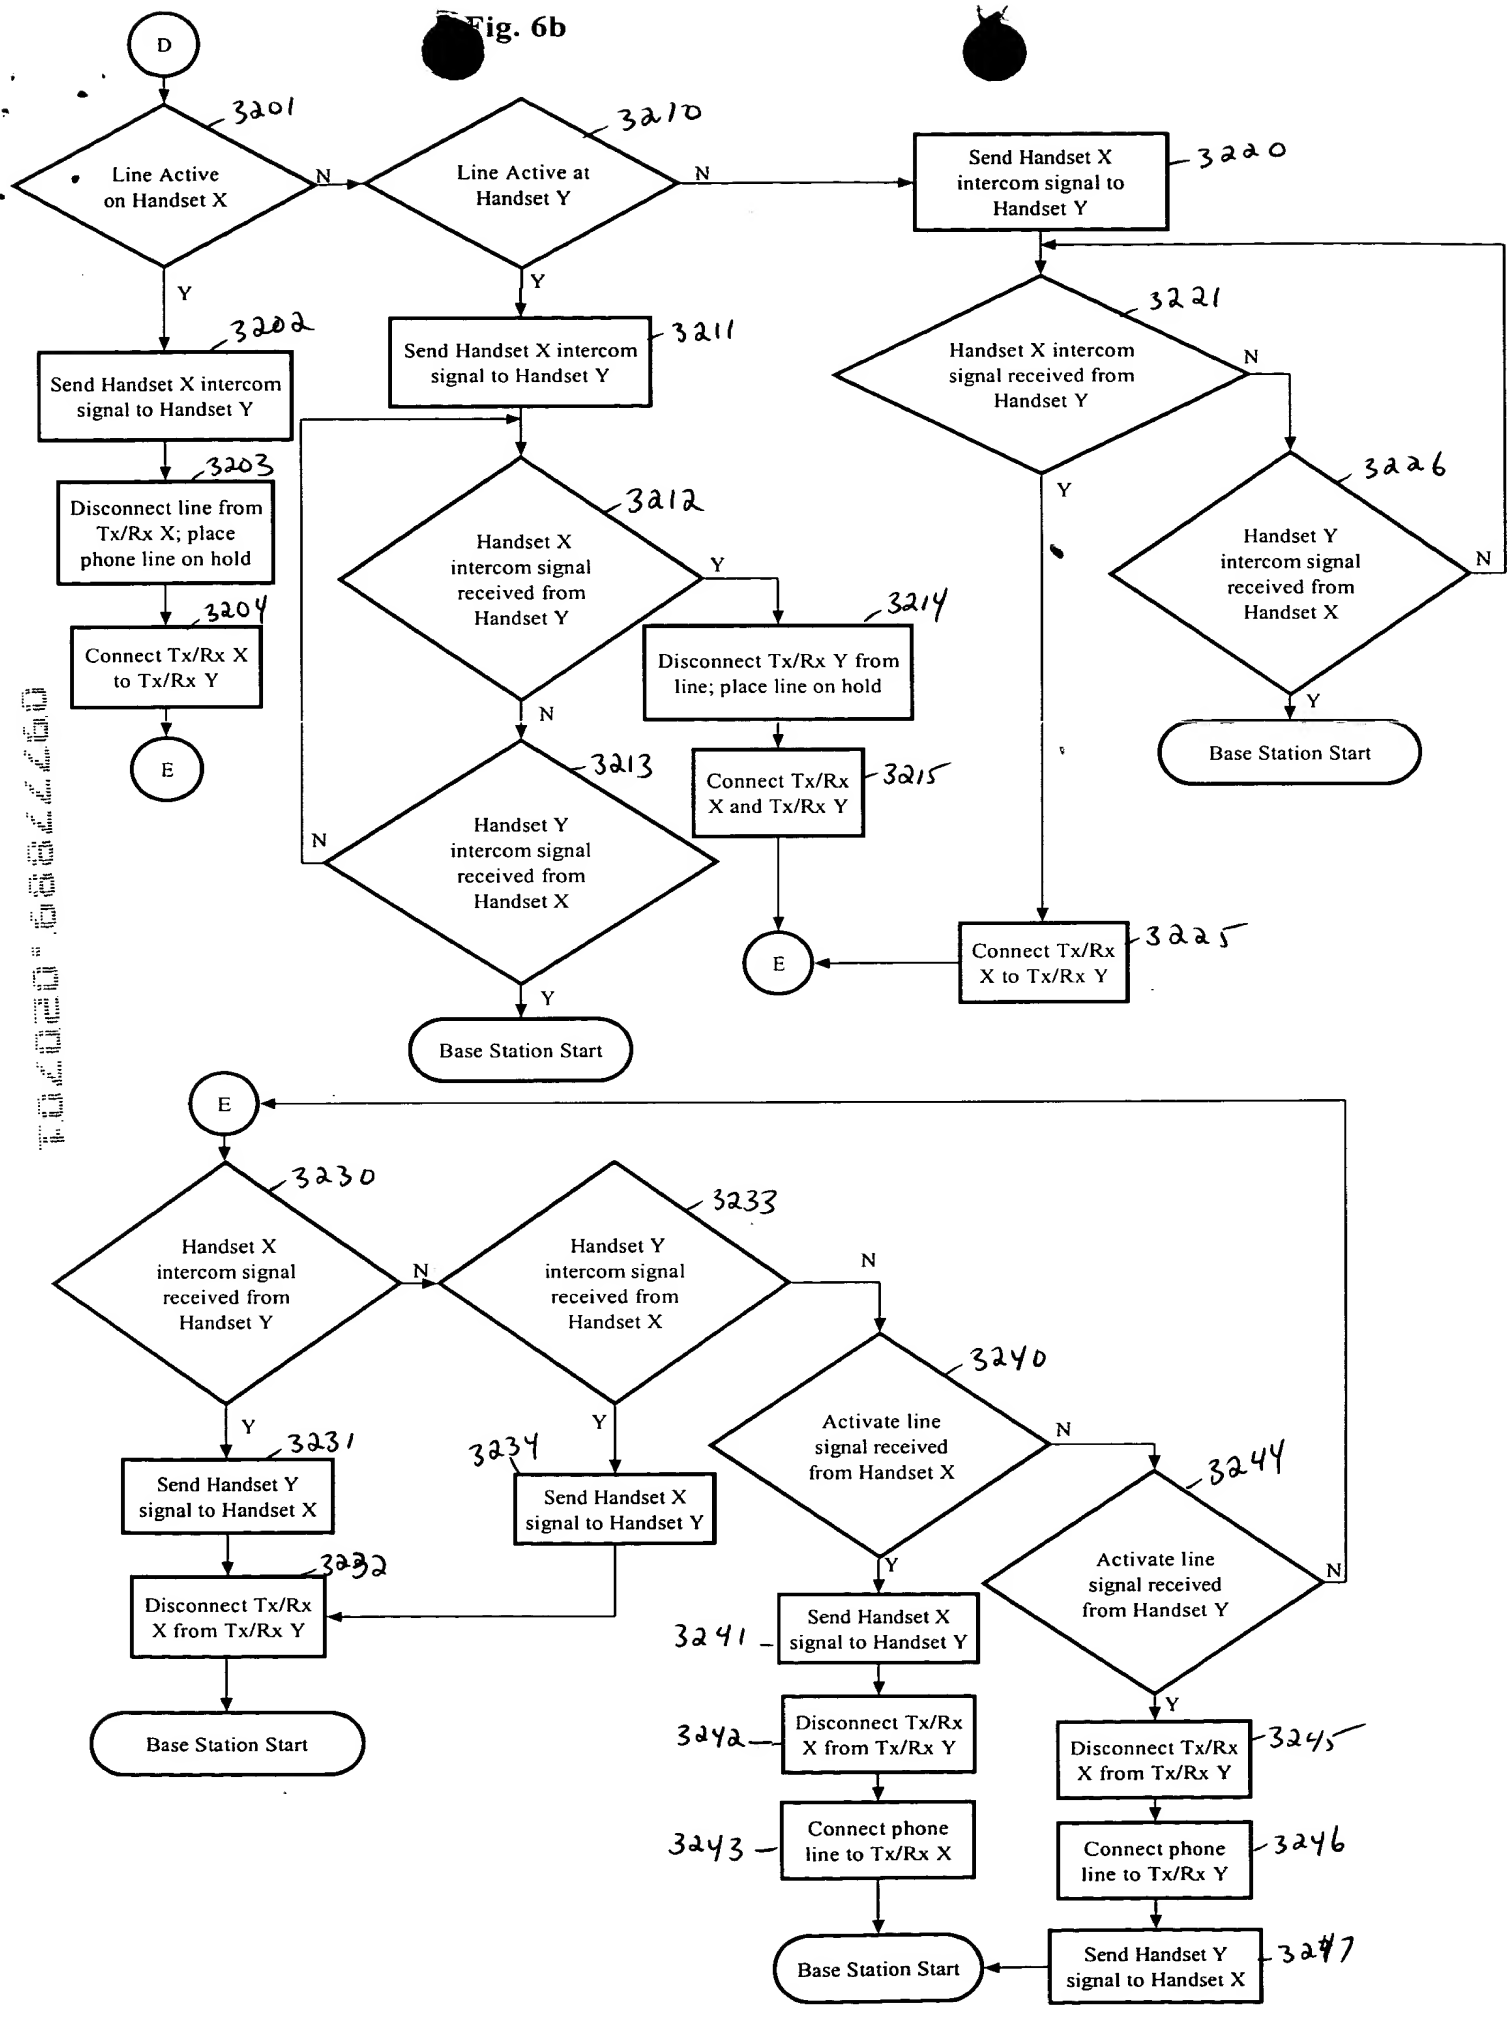 Fig. 6b
D
3201
Line Active
on Handset X
N
Y
3210
Line Active at
Handset Y
N
Y
3220
Send Handset X
intercom signal to
Handset Y
3202
Send Handset X intercom
signal to Handset Y
3203
Disconnect line from
Tx/Rx X; place
phone line on hold
3204
Connect Tx/Rx X
to Tx/Rx Y
E
3211
Send Handset X intercom
signal to Handset Y
3212
Handset X
intercom signal
received from
Handset Y
Y
N
3213
Handset Y
intercom signal
received from
Handset X
N
Y
Base Station Start
3214
Disconnect Tx/Rx Y from
line; place line on hold
3215
Connect Tx/Rx
X and Tx/Rx Y
E
3221
Handset X intercom
signal received from
Handset Y
N
Y
3226
Handset Y
intercom signal
received from
Handset X
N
Y
Base Station Start
3225
Connect Tx/Rx
X to Tx/Rx Y
09777889.020701
E
3230
Handset X
intercom signal
received from
Handset Y
N
Y
3231
Send Handset Y
signal to Handset X
3232
Disconnect Tx/Rx
X from Tx/Rx Y
Base Station Start
3233
Handset Y
intercom signal
received from
Handset X
N
Y
3234
Send Handset X
signal to Handset Y
3240
Activate line
signal received
from Handset X
N
Y
3241
Send Handset X
signal to Handset Y
3242
Disconnect Tx/Rx
X from Tx/Rx Y
3243
Connect phone
line to Tx/Rx X
Base Station Start
3244
Activate line
signal received
from Handset Y
N
Y
3245
Disconnect Tx/Rx
X from Tx/Rx Y
3246
Connect phone
line to Tx/Rx Y
3247
Send Handset Y
signal to Handset X